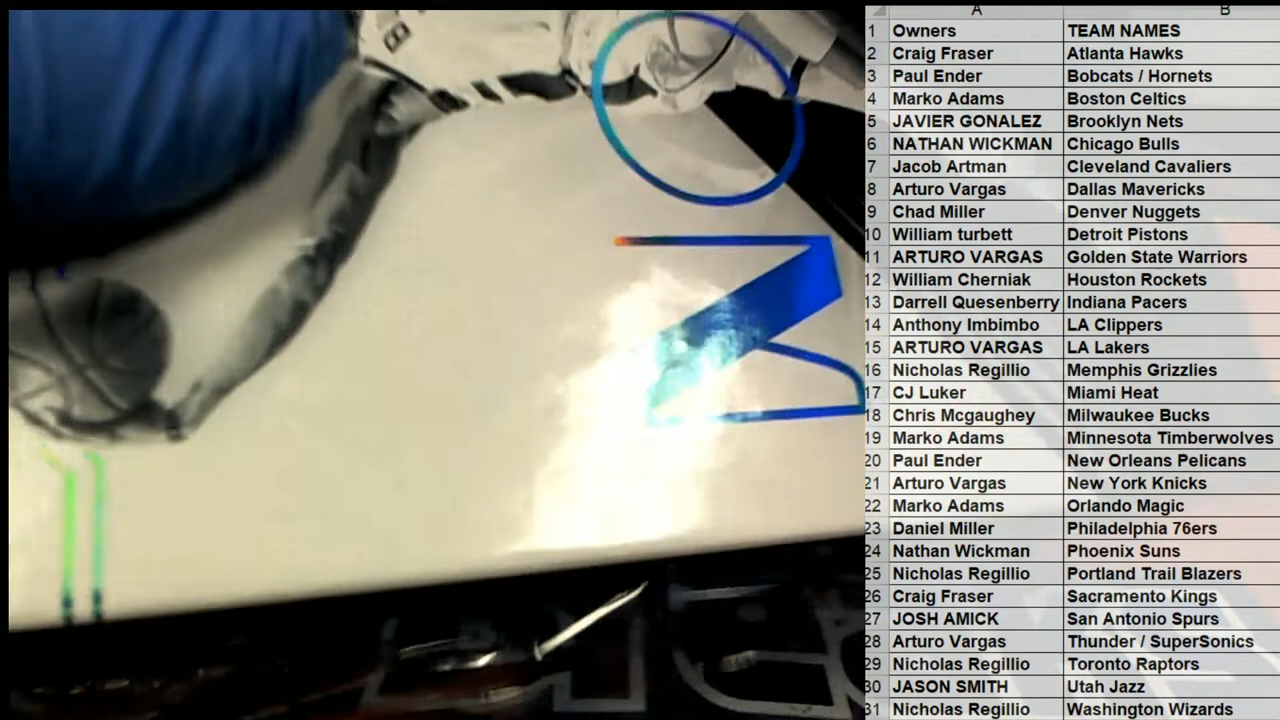 A B
1 Owners TEAM NAMES
2 Craig Fraser Atlanta Hawks
3 Paul Ender Bobcats / Hornets
4 Marko Adams Boston Celtics
5 JAVIER GONALEZ Brooklyn Nets
6 NATHAN WICKMAN Chicago Bulls
7 Jacob Artman Cleveland Cavaliers
8 Arturo Vargas Dallas Mavericks
9 Chad Miller Denver Nuggets
10 William turbett Detroit Pistons
11 ARTURO VARGAS Golden State Warriors
12 William Cherniak Houston Rockets
13 Darrell Quesenberry Indiana Pacers
14 Anthony Imbimbo LA Clippers
15 ARTURO VARGAS LA Lakers
16 Nicholas Regillio Memphis Grizzlies
17 CJ Luker Miami Heat
18 Chris Mcgaughey Milwaukee Bucks
19 Marko Adams Minnesota Timberwolves
20 Paul Ender New Orleans Pelicans
21 Arturo Vargas New York Knicks
22 Marko Adams Orlando Magic
23 Daniel Miller Philadelphia 76ers
24 Nathan Wickman Phoenix Suns
25 Nicholas Regillio Portland Trail Blazers
26 Craig Fraser Sacramento Kings
27 JOSH AMICK San Antonio Spurs
28 Arturo Vargas Thunder / SuperSonics
29 Nicholas Regillio Toronto Raptors
30 JASON SMITH Utah Jazz
31 Nicholas Regillio Washington Wizards